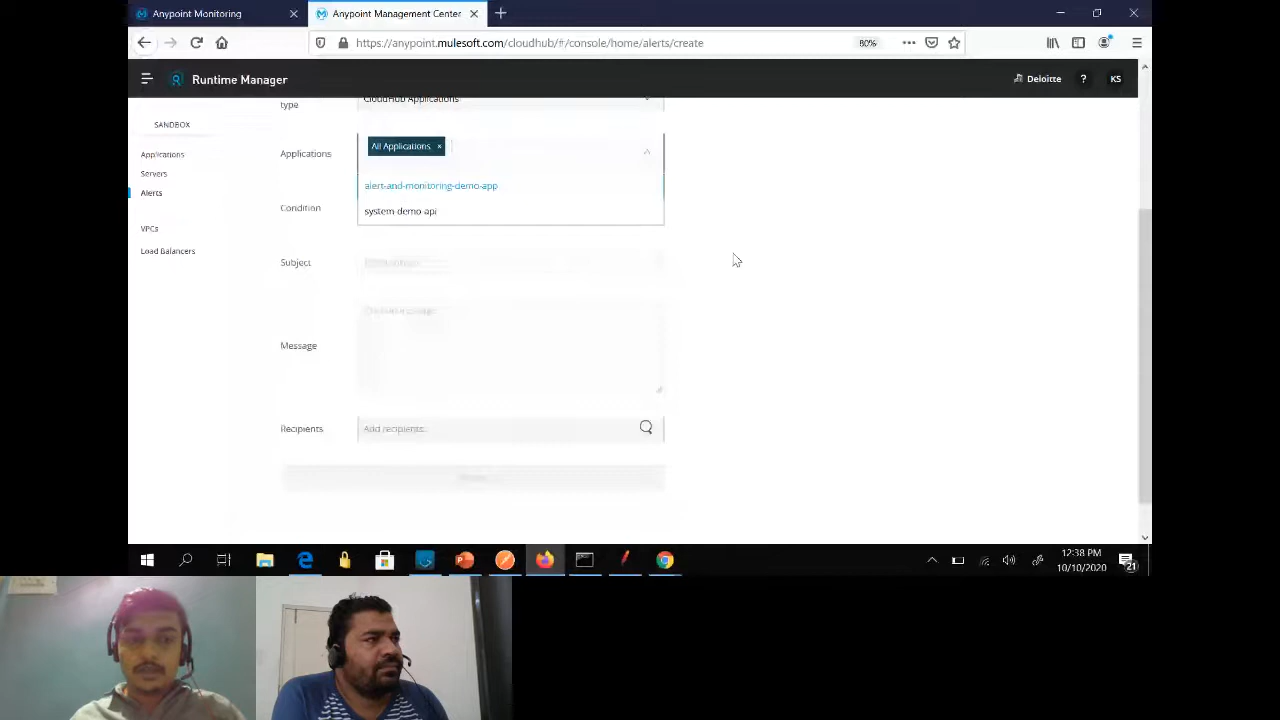 Anypoint Monitoring
Anypoint Management Center
https://anypoint.mulesoft.com/cloudhub/#/console/home/alerts/create
80%
Runtime Manager
Deloitte
?
KS
SANDBOX
Applications
Servers
Alerts
VPCs
Load Balancers
type
CloudHub Applications
Applications
All Applications ×
alert-and-monitoring-demo-app
system-demo-api
Condition
Subject
Message
Recipients
Add recipients..
12:38 PM
10/10/2020
21